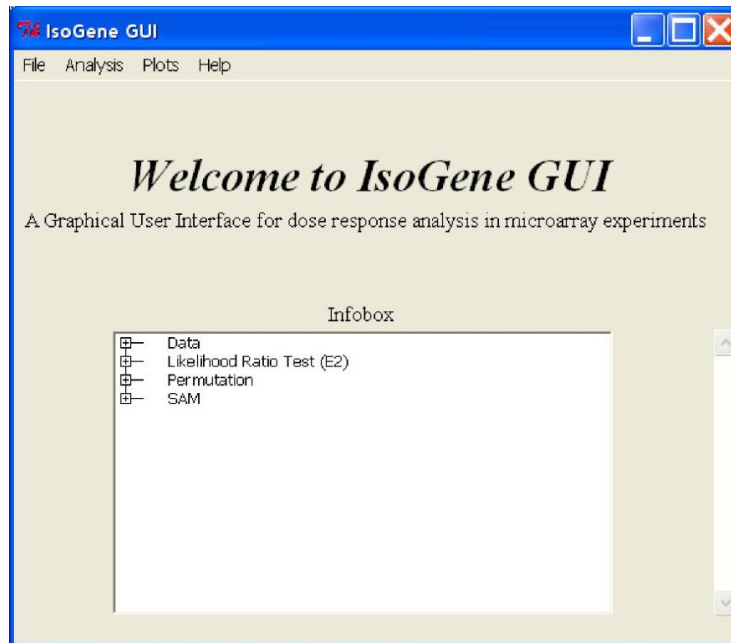 IsoGene GUI
File Analysis Plots Help
Welcome to IsoGene GUI
A Graphical User Interface for dose response analysis in microarray experiments
Infobox
Data
Likelihood Ratio Test (E2)
Permutation
SAM